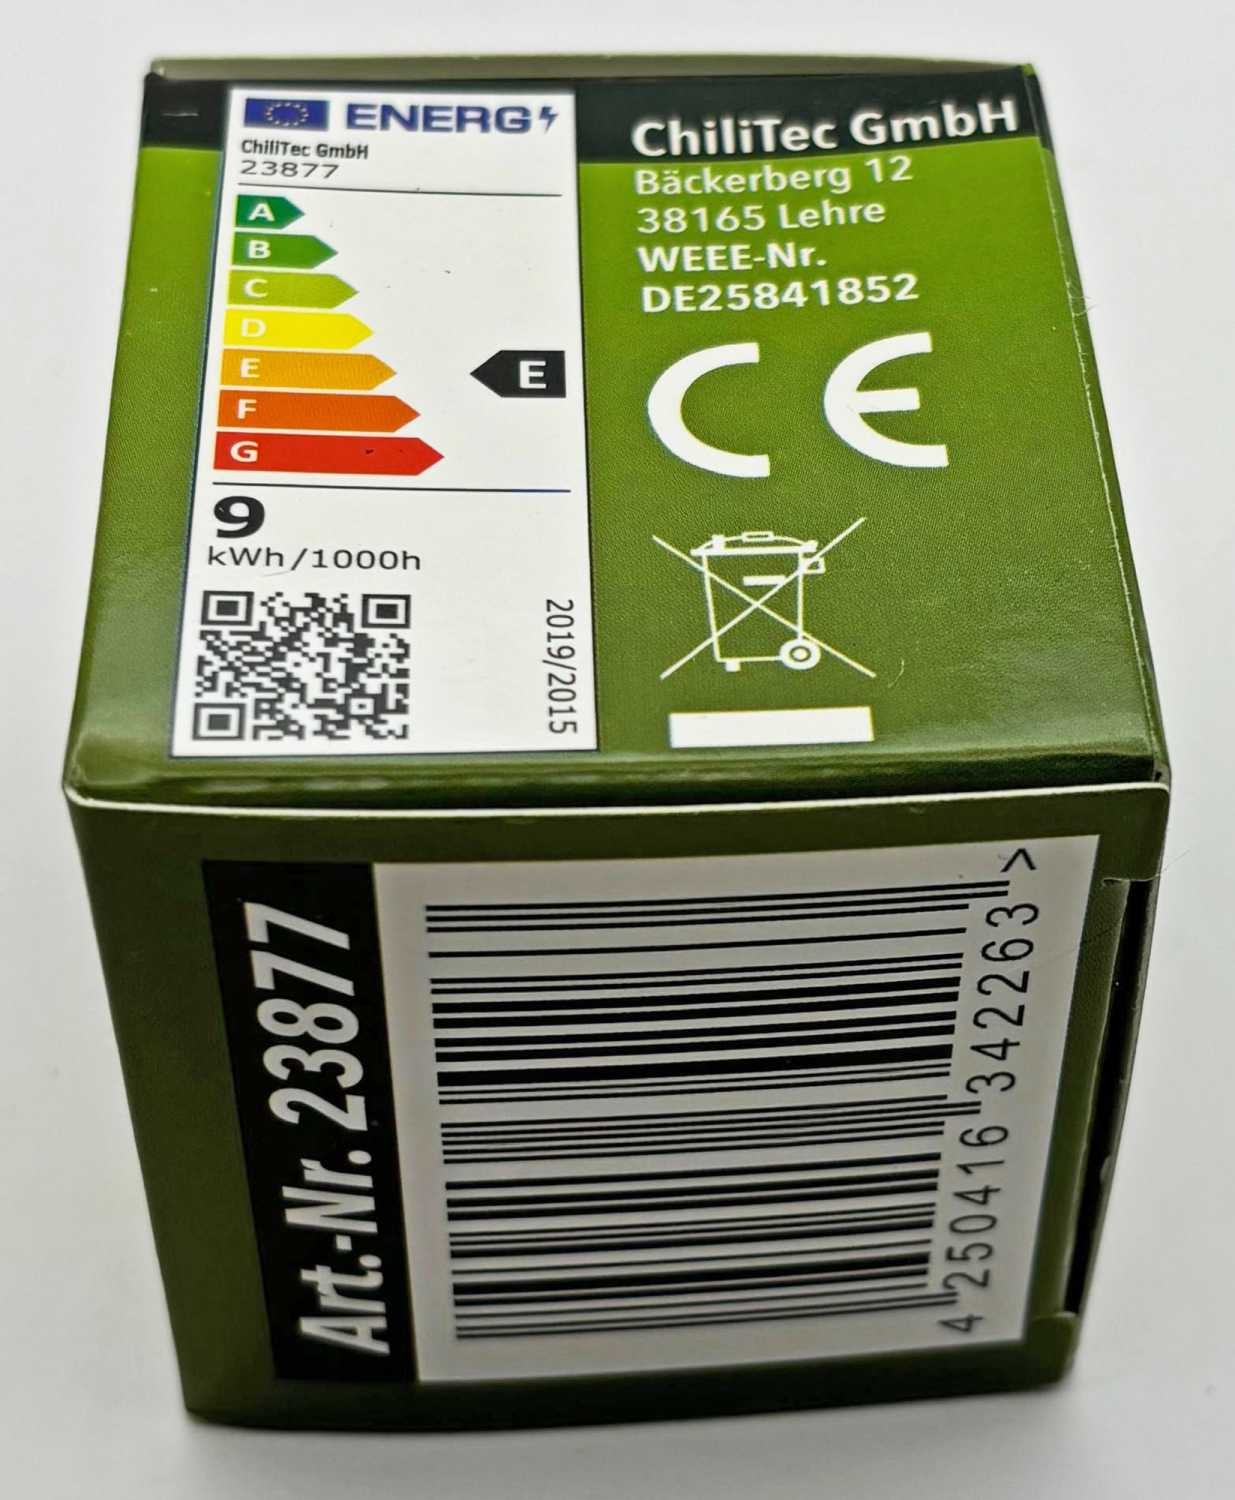 ENERG
ChiliTec GmbH
23877
A
B
C
D
E
F
G
E
9
kWh/1000h
2019/2015
ChiliTec GmbH
Bäckerberg 12
38165 Lehre
WEEE-Nr.
DE25841852
CE
Art.-Nr. 23877
4 250416 342263 >